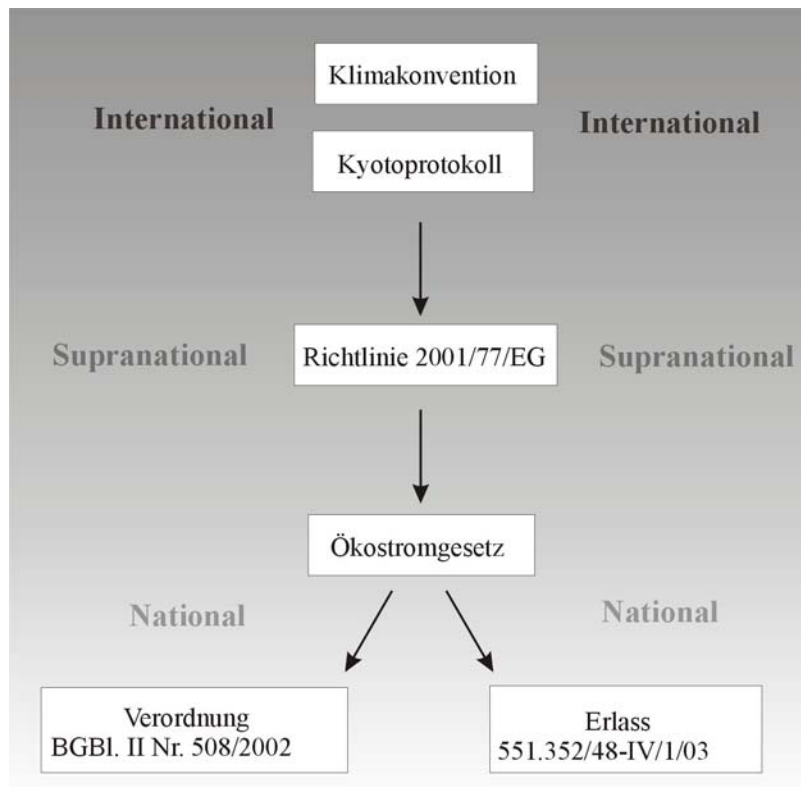 Klimakonvention
International
International
Kyotoprotokoll
Supranational
Richtlinie 2001/77/EG
Supranational
Ökostromgesetz
National
National
Verordnung
BGBl. II Nr. 508/2002
Erlass
551.352/48-IV/1/03